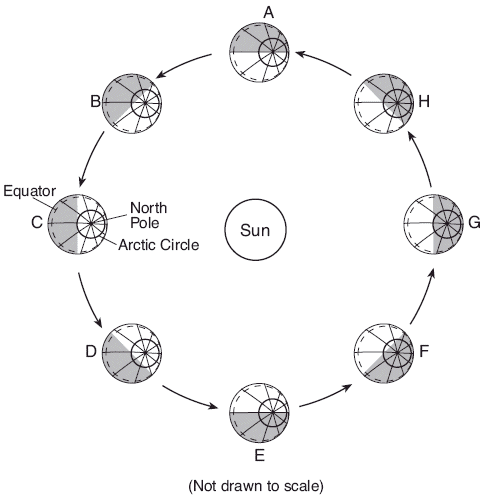 A
B
H
Equator
C
North
Pole
Arctic Circle
Sun
G
D
F
E
(Not drawn to scale)